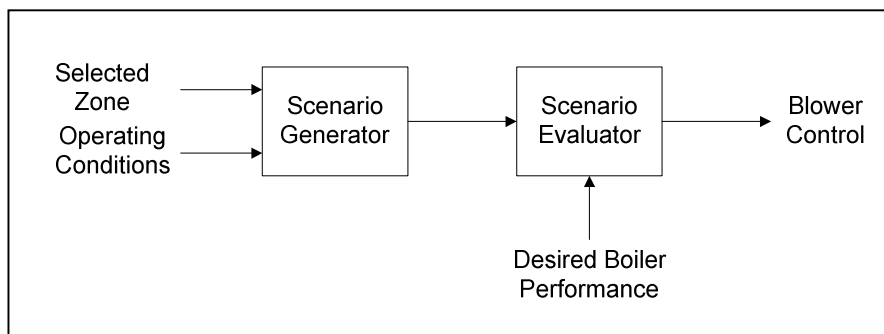 Selected
Zone
Operating
Conditions
Scenario
Generator
Scenario
Evaluator
Blower
Control
Desired Boiler
Performance